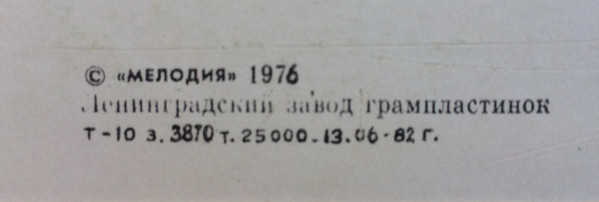 © «МЕЛОДИЯ» 1976
Ленинградский завод грампластинок
Т-10 з. 3870 т. 25000-13.06-82 г.